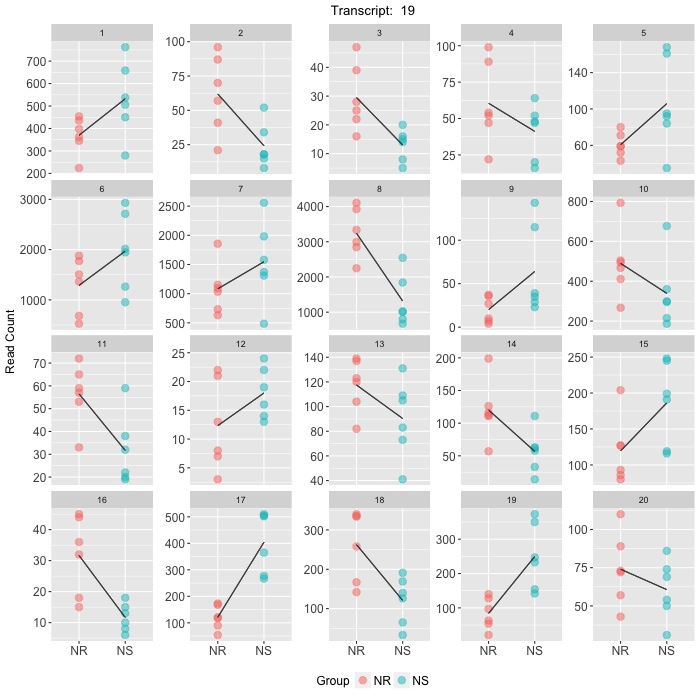 Transcript: 19
1 2 3 4 5
700 600 500 400 300 200
100 75 50 25
40 30 20 10
100 75 50 25
140 100 60
6 7 8 9 10
3000 2000 1000
2500 2000 1500 1000 500
4000 3000 2000 1000
100 50 0
800 600 400 200
Read Count
11 12 13 14 15
70 60 50 40 30 20
25 20 15 10 5
140 120 100 80 60 40
200 150 100 50
250 200 150 100
16 17 18 19 20
40 30 20 10
500 400 300 200 100
300 200 100
300 200 100
100 75 50
NR NS NR NS NR NS NR NS NR NS
Group NR NS